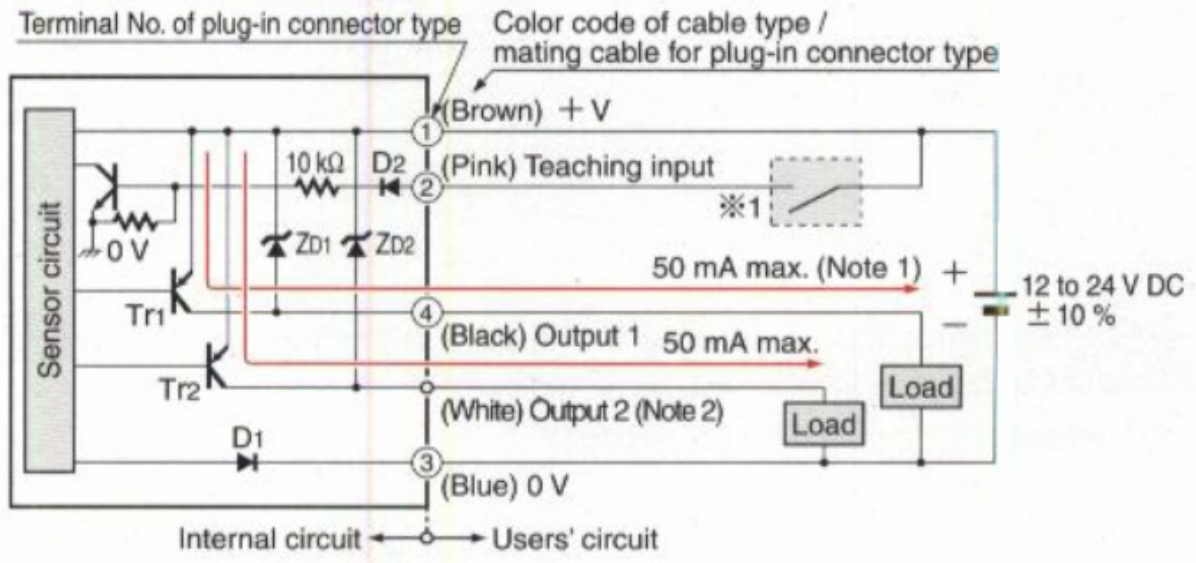 Terminal No. of plug-in connector type
Color code of cable type /
mating cable for plug-in connector type
1
(Brown) + V
10 kΩ
D2
2
(Pink) Teaching input
※1
0 V
ZD1
ZD2
Sensor circuit
50 mA max. (Note 1)
+
12 to 24 V DC
−
± 10 %
Tr1
4
(Black) Output 1
50 mA max.
Tr2
Load
(White) Output 2 (Note 2)
Load
D1
3
(Blue) 0 V
Internal circuit
Users' circuit